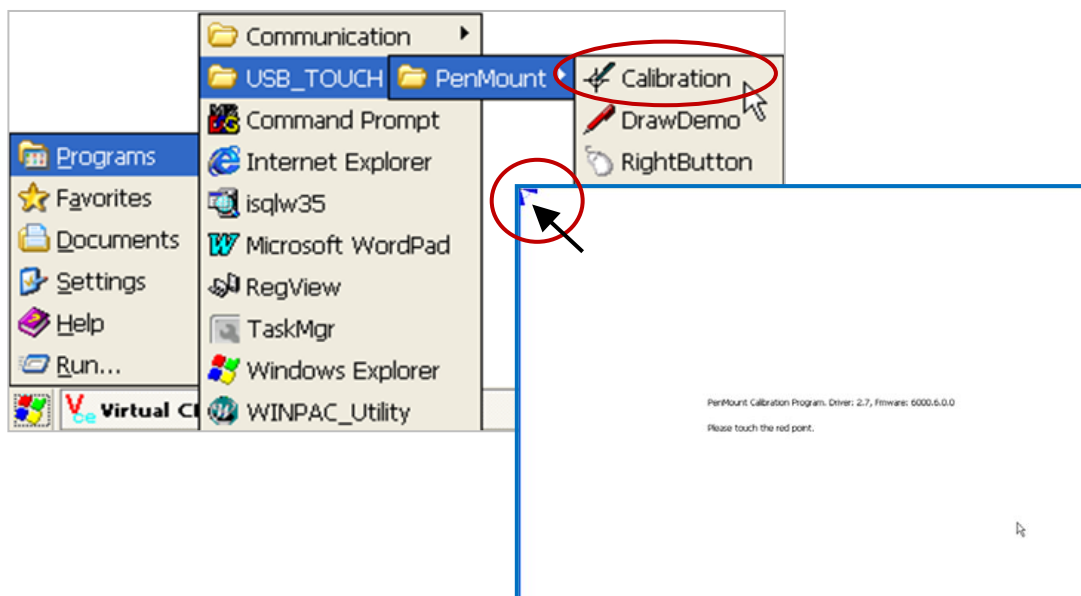 Communication
USB_TOUCH
PenMount
Calibration
DrawDemo
RightButton
Command Prompt
Internet Explorer
isqlw35
Microsoft WordPad
RegView
TaskMgr
Windows Explorer
WINPAC_Utility
Programs
Favorites
Documents
Settings
Help
Run...
Virtual C
PenMount Calibration Program. Driver: 2.7, Frmware: 6000.6.0.0
Please touch the red point.